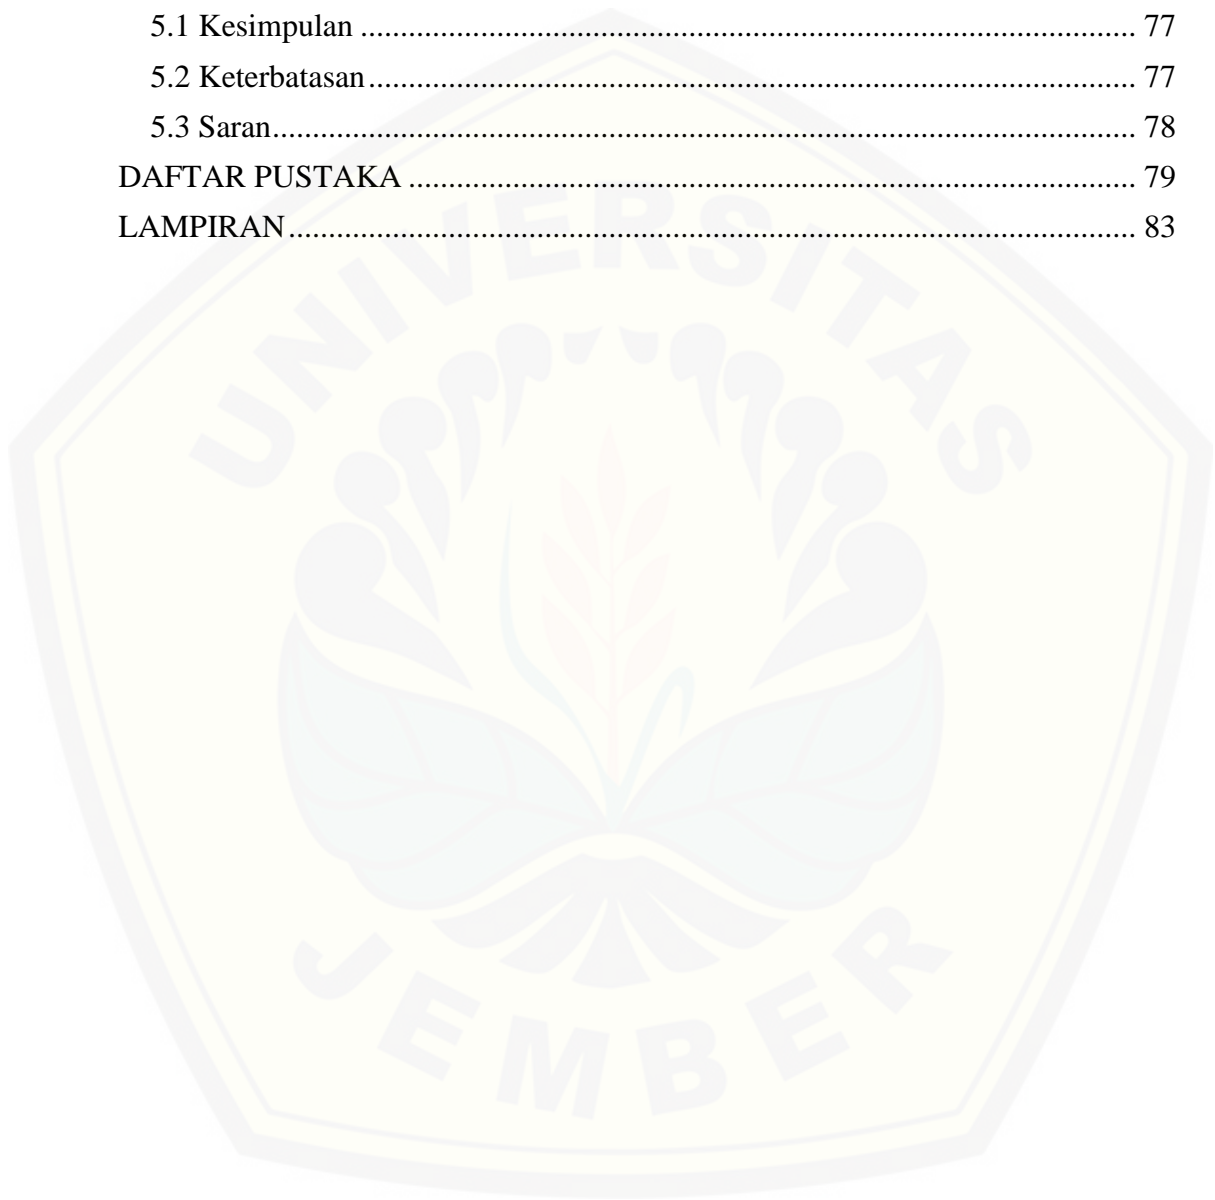 5.1 Kesimpulan ................................................................................................ 77
5.2 Keterbatasan ............................................................................................... 77
5.3 Saran ........................................................................................................... 78
DAFTAR PUSTAKA .......................................................................................... 79
LAMPIRAN ......................................................................................................... 83
UNIVERSITAS
JEMBER